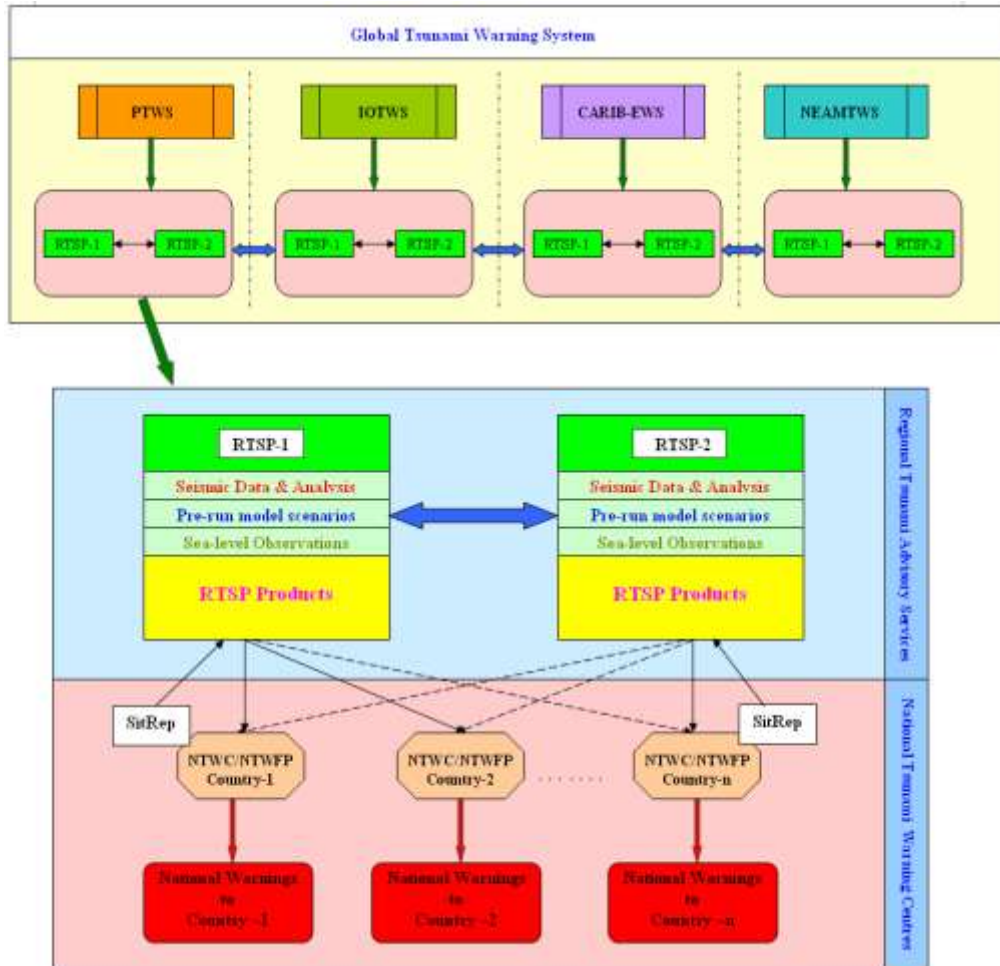 Global Tsunami Warning System
PTWS
IOTWS
CARIB-EWS
NEAMTWS
RTSP-1
RTSP-2
RTSP-1
RTSP-2
RTSP-1
RTSP-2
RTSP-1
RTSP-2
RTSP-1
Seismic Data & Analysis
Pre-run model scenarios
Sea-level Observations
RTSP Products
RTSP-2
Seismic Data & Analysis
Pre-run model scenarios
Sea-level Observations
RTSP Products
Regional Tsunami Advisory Services
SitRep
SitRep
NTWC/NTWFP
Country-1
NTWC/NTWFP
Country-2
. . . . . . . .
NTWC/NTWFP
Country-n
National Warnings
to
Country -1
National Warnings
to
Country -2
National Warnings
to
Country -n
National Tsunami Warning Centres